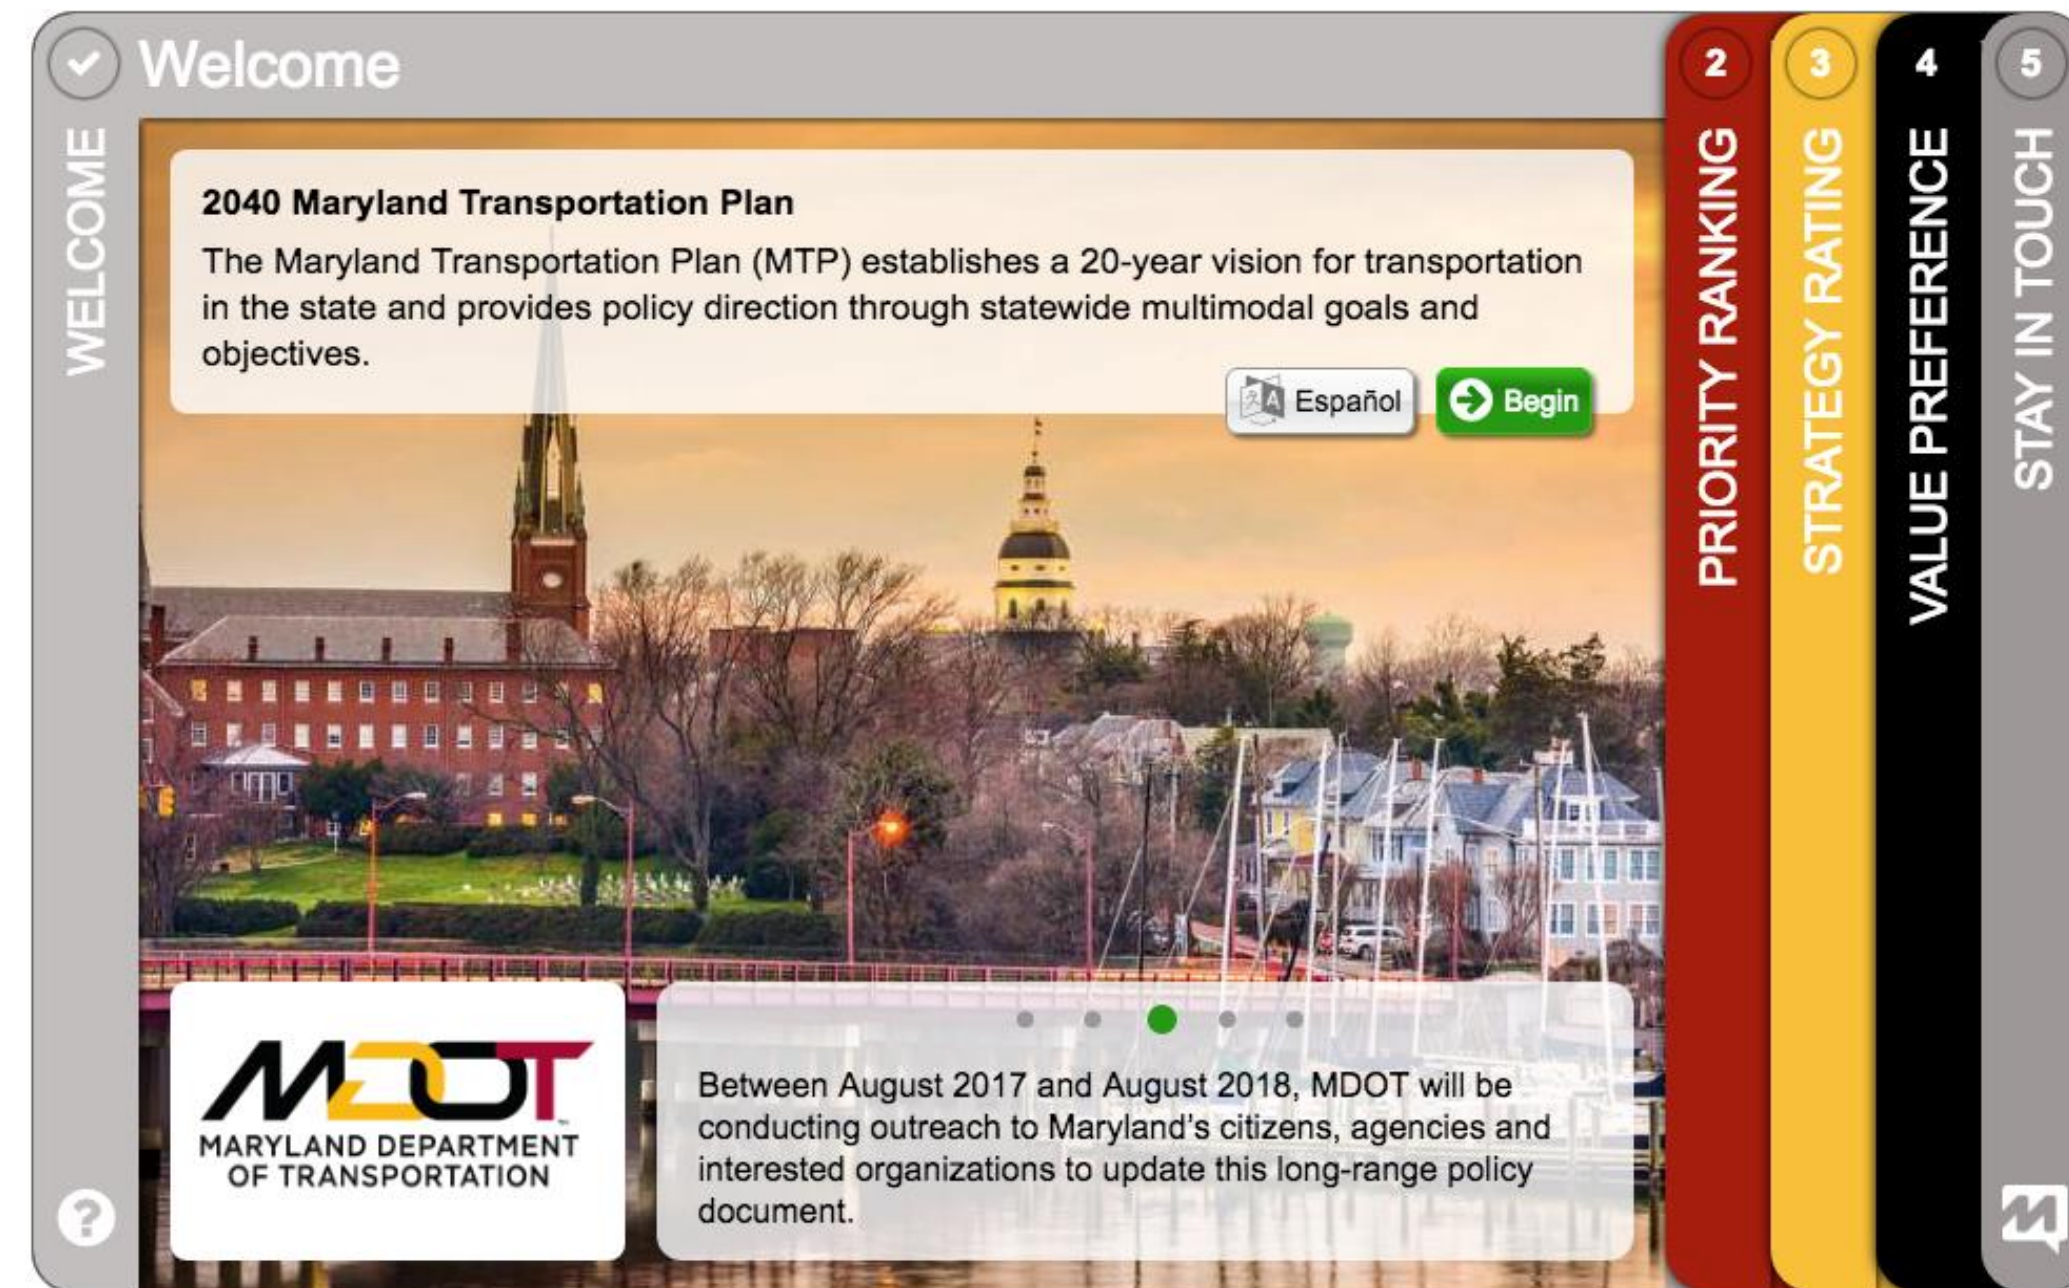 Welcome
WELCOME
2040 Maryland Transportation Plan
The Maryland Transportation Plan (MTP) establishes a 20-year vision for transportation
in the state and provides policy direction through statewide multimodal goals and
objectives.
Español
Begin
MDOT
MARYLAND DEPARTMENT
OF TRANSPORTATION
Between August 2017 and August 2018, MDOT will be
conducting outreach to Maryland's citizens, agencies and
interested organizations to update this long-range policy
document.
?
2
PRIORITY RANKING
3
STRATEGY RATING
4
VALUE PREFERENCE
5
STAY IN TOUCH